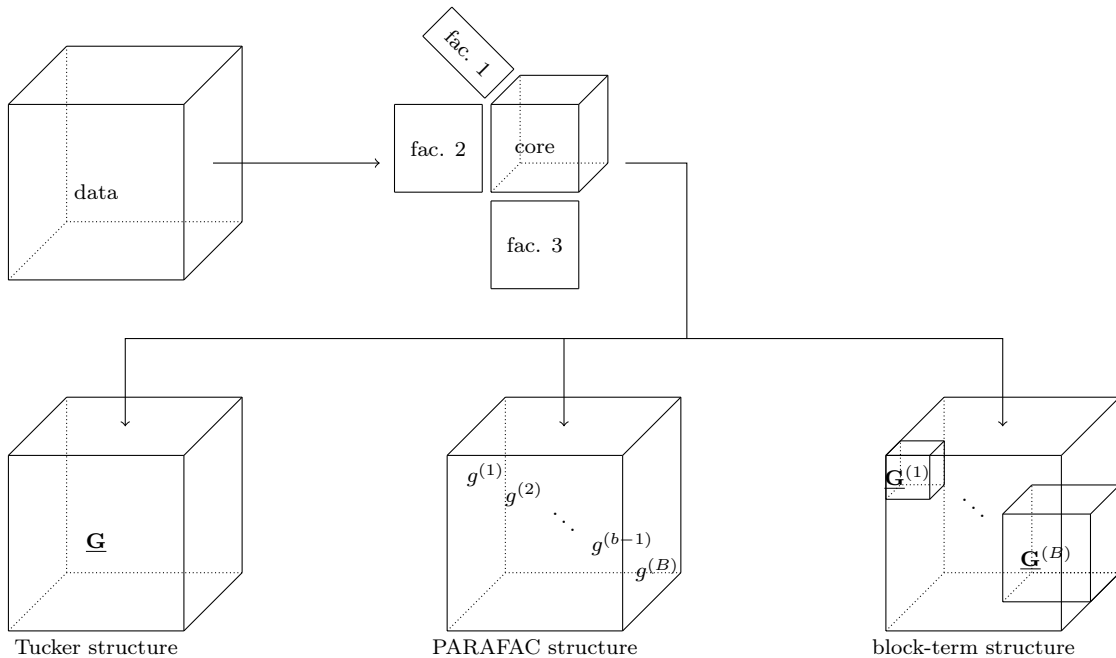 fac. 1
fac. 2
core
data
fac. 3
g^{(1)}
g^{(2)}
⋱
g^{(b−1)}
g^{(B)}
G
G^{(1)}
⋱
G^{(B)}
Tucker structure
PARAFAC structure
block-term structure